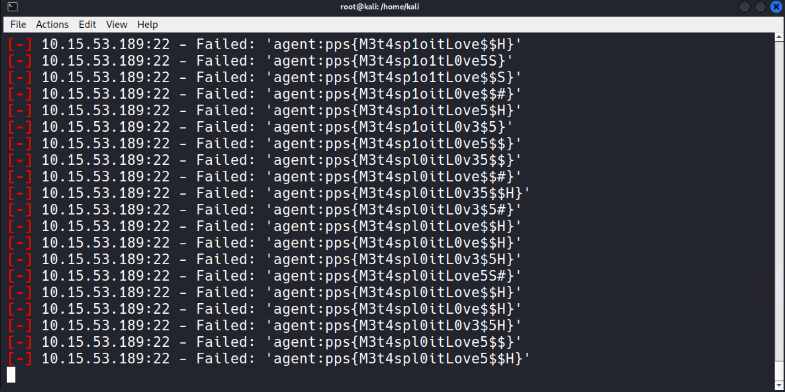 root@kali: /home/kali
File Actions Edit View Help
[-] 10.15.53.189:22 - Failed: 'agent:pps{M3t4sp1oitLove$$H}'
[-] 10.15.53.189:22 - Failed: 'agent:pps{M3t4sp1o1tL0ve5S}'
[-] 10.15.53.189:22 - Failed: 'agent:pps{M3t4sp1o1tLove$$S}'
[-] 10.15.53.189:22 - Failed: 'agent:pps{M3t4sp1oitL0ve$$#}'
[-] 10.15.53.189:22 - Failed: 'agent:pps{M3t4sp1oitLove5$H}'
[-] 10.15.53.189:22 - Failed: 'agent:pps{M3t4sp1oitL0v3$5}'
[-] 10.15.53.189:22 - Failed: 'agent:pps{M3t4sp1oitLove5$$}'
[-] 10.15.53.189:22 - Failed: 'agent:pps{M3t4spl0itL0v35$$}'
[-] 10.15.53.189:22 - Failed: 'agent:pps{M3t4spl0itLove$$#}'
[-] 10.15.53.189:22 - Failed: 'agent:pps{M3t4spl0itL0v35$$H}'
[-] 10.15.53.189:22 - Failed: 'agent:pps{M3t4spl0itL0v3$5#}'
[-] 10.15.53.189:22 - Failed: 'agent:pps{M3t4spl0itLove$$H}'
[-] 10.15.53.189:22 - Failed: 'agent:pps{M3t4spl0itL0ve$$H}'
[-] 10.15.53.189:22 - Failed: 'agent:pps{M3t4spl0itL0v3$5H}'
[-] 10.15.53.189:22 - Failed: 'agent:pps{M3t4spl0itLove5S#}'
[-] 10.15.53.189:22 - Failed: 'agent:pps{M3t4spl0itLove$$H}'
[-] 10.15.53.189:22 - Failed: 'agent:pps{M3t4spl0itL0ve$$H}'
[-] 10.15.53.189:22 - Failed: 'agent:pps{M3t4spl0itL0v3$5H}'
[-] 10.15.53.189:22 - Failed: 'agent:pps{M3t4spl0itLove5$$}'
[-] 10.15.53.189:22 - Failed: 'agent:pps{M3t4spl0itLove5$$H}'